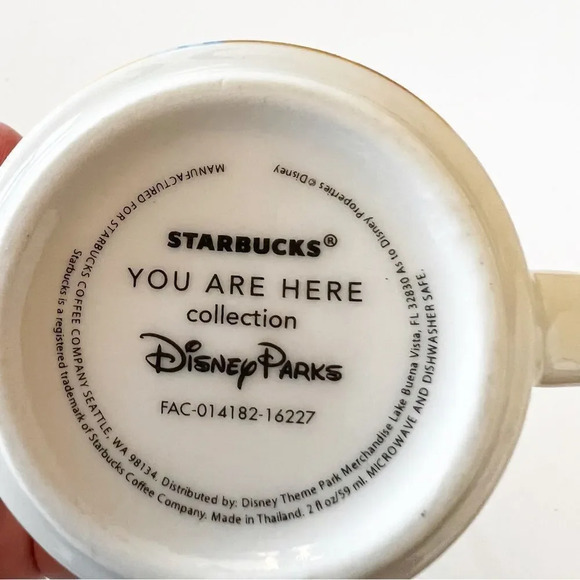 STARBUCKS®
YOU ARE HERE
collection
Disney PARKS
FAC-014182-16227
MANUFACTURED FOR STARBUCKS COFFEE COMPANY SEATTLE, WA 98134. Distributed by: Disney Theme Park Merchandise Lake Buena Vista, FL 32830 As to Disney Properties ©Disney
Starbucks is a registered trademark of Starbucks Coffee Company. Made in Thailand. 2 fl oz/59 ml. MICROWAVE AND DISHWASHER SAFE.